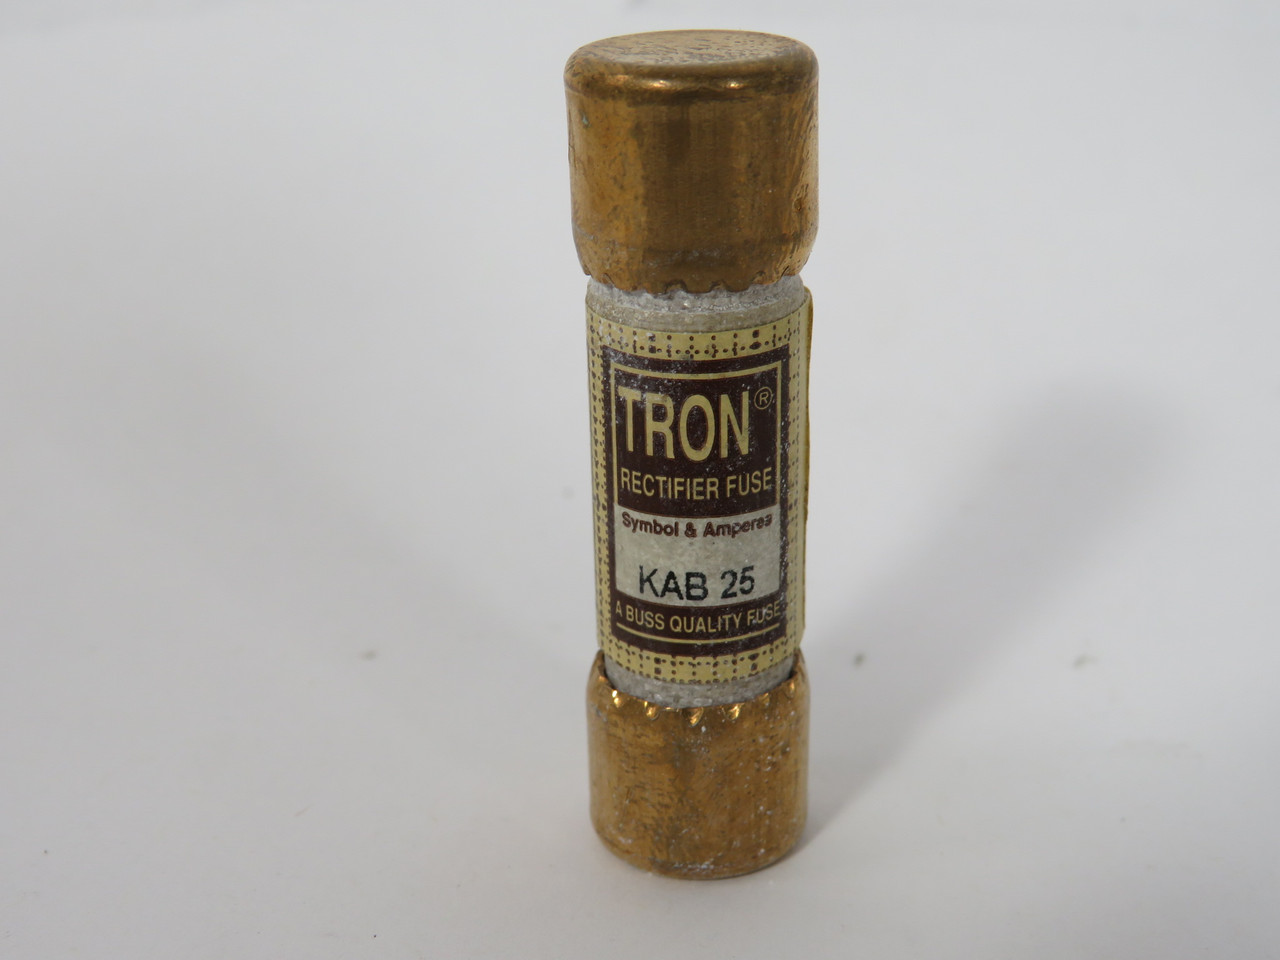 TRON®
RECTIFIER FUSE
Symbol & Amperes
KAB 25
A BUSS QUALITY FUSE